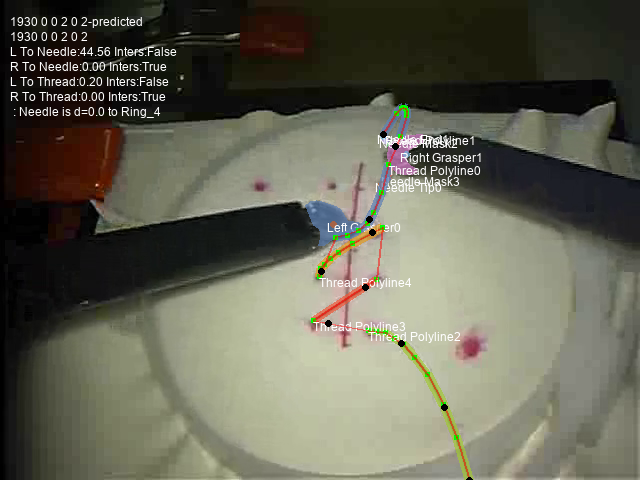 1930 0 0 2 0 2-predicted
1930 0 0 2 0 2
L To Needle:44.56 Inters:False
R To Needle:0.00 Inters:True
L To Thread:0.20 Inters:False
R To Thread:0.00 Inters:True
: Needle is d=0.0 to Ring_4
Right Grasper1
Thread Polyline0
Needle Mask3
Needle Tip0
Thread Polyline4
Thread Polyline3
Thread Polyline2